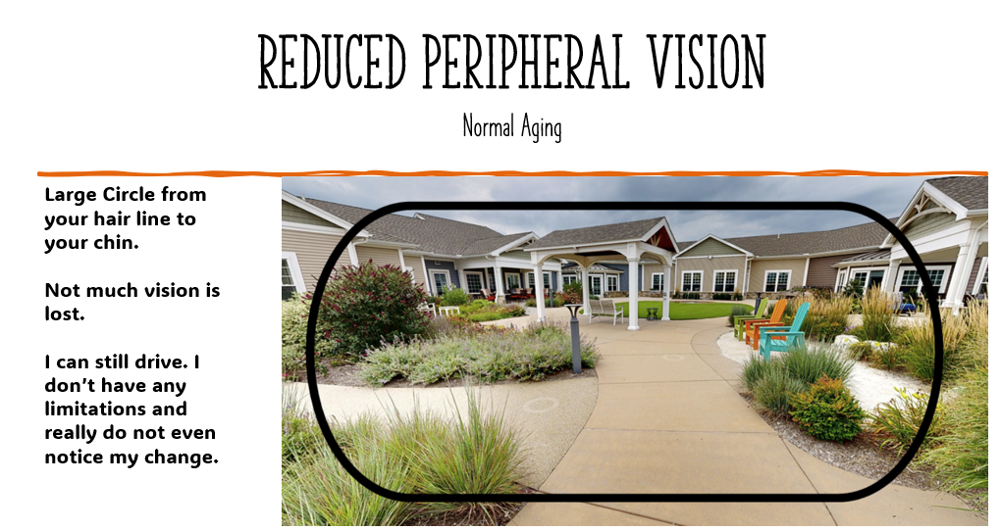 REDUCED PERIPHERAL VISION
Normal Aging
Large Circle from
your hair line to
your chin.
Not much vision is
lost.
I can still drive. I
don't have any
limitations and
really do not even
notice my change.